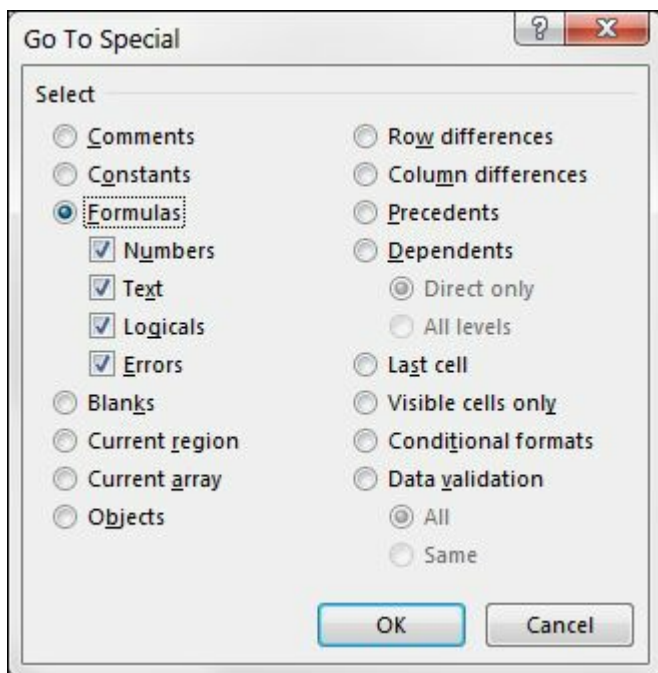 Go To Special
?
X
Select
Comments
Constants
Formulas
Numbers
Text
Logicals
Errors
Blanks
Current region
Current array
Objects
Row differences
Column differences
Precedents
Dependents
Direct only
All levels
Last cell
Visible cells only
Conditional formats
Data validation
All
Same
OK
Cancel